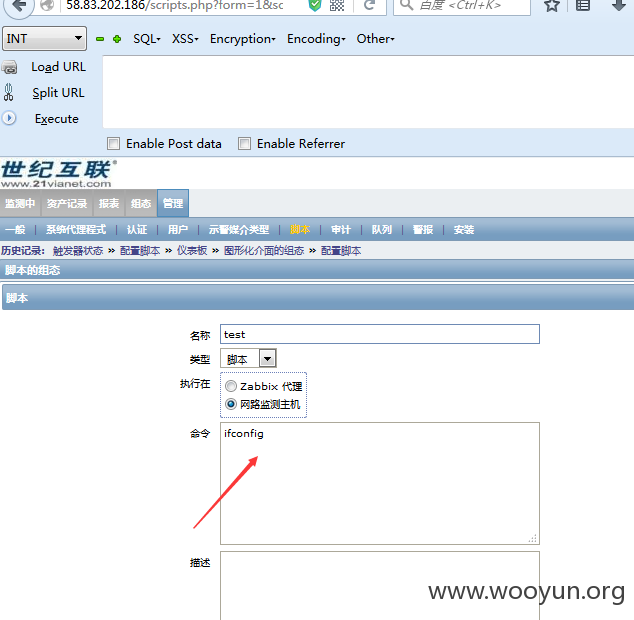 58.83.202.186/scripts.php?form=1&sc
百度 <Ctrl+K>
INT SQL XSS Encryption Encoding Other
Load URL
Split URL
Execute
Enable Post data Enable Referrer
世纪互联
www.21vianet.com
监测中 资产记录 报表 组态 管理
一般 | 系统代理程式 | 认证 | 用户 | 示警媒介类型 | 脚本 | 审计 | 队列 | 警报 | 安装
历史记录: 触发器状态 » 配置脚本 » 仪表板 » 图形化介面的组态 » 配置脚本
脚本的组态
脚本
名称 test
类型 脚本
执行在 Zabbix 代理
网路监测主机
命令 ifconfig
描述
www.wooyun.org